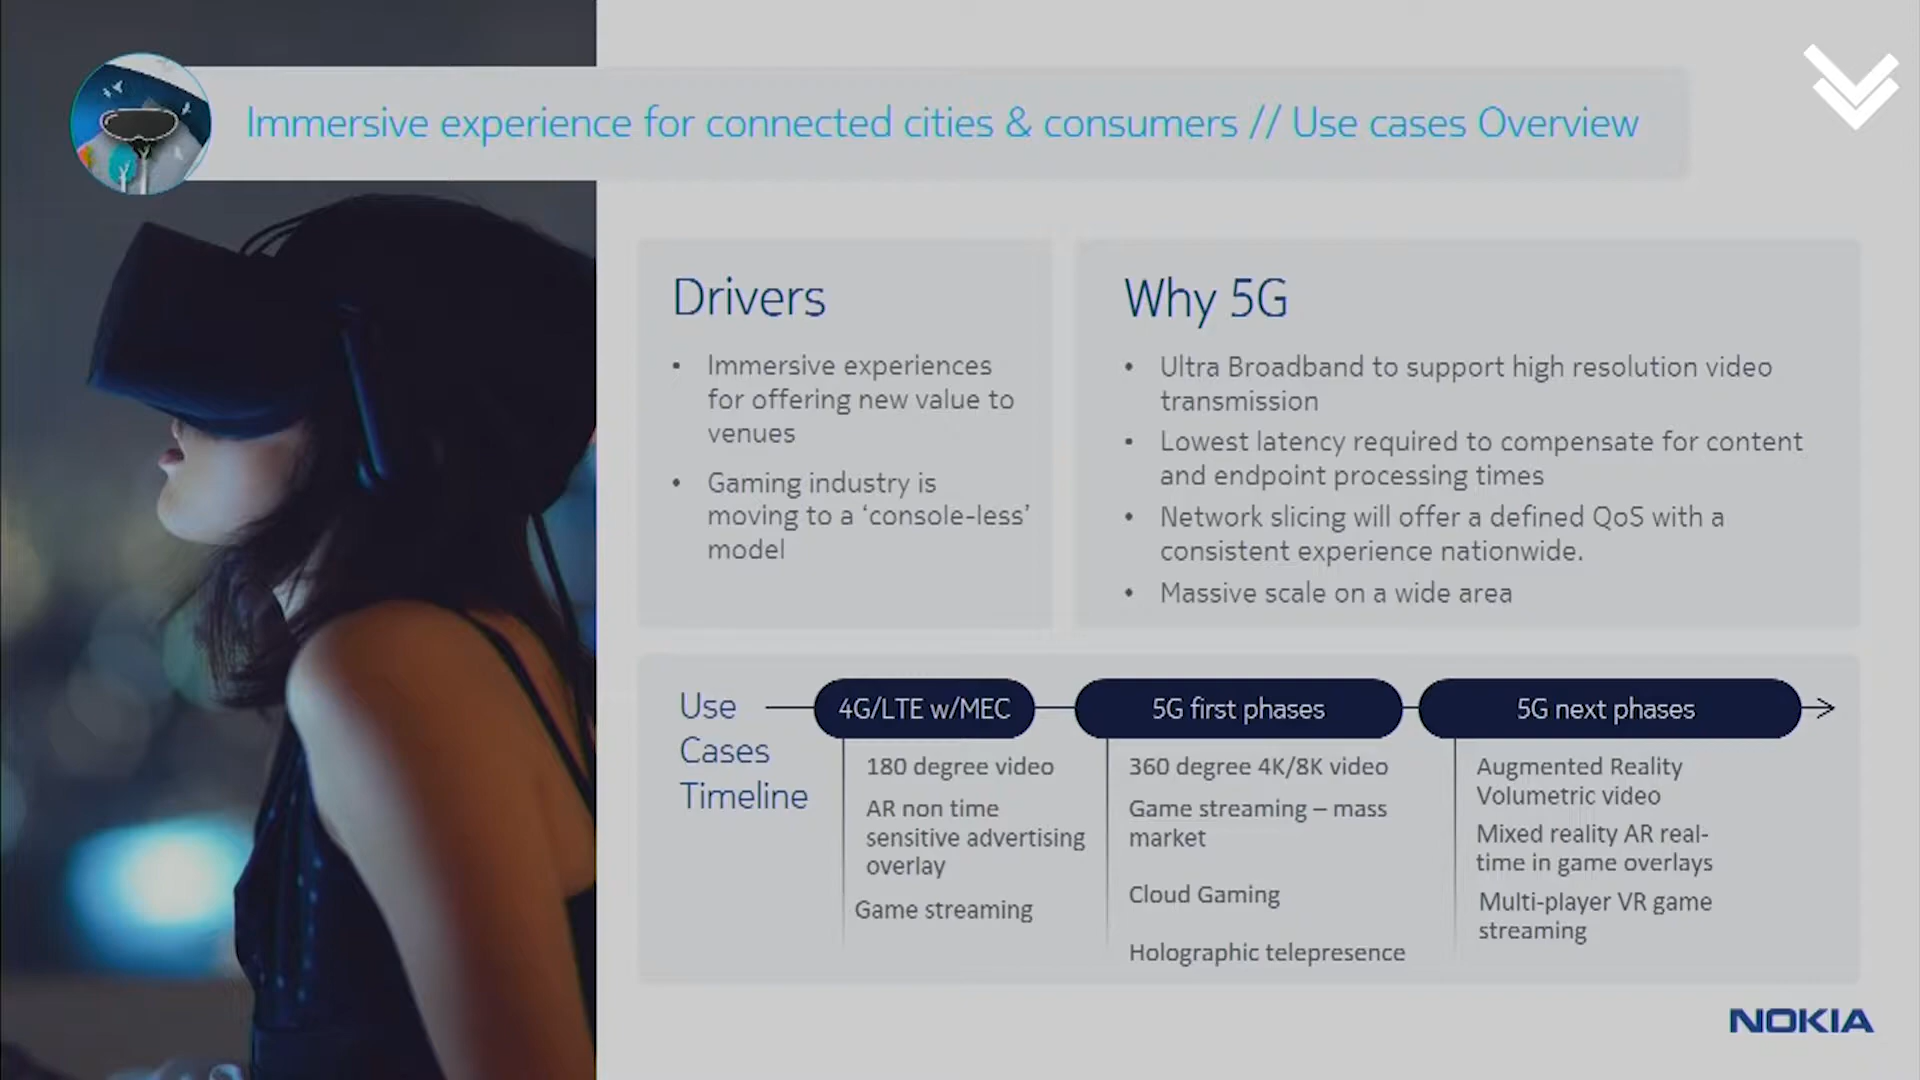 Immersive experience for connected cities & consumers // Use cases Overview
Drivers
• Immersive experiences
for offering new value to
venues
• Gaming industry is
moving to a ‘console-less’
model
Why 5G
• Ultra Broadband to support high resolution video
transmission
• Lowest latency required to compensate for content
and endpoint processing times
• Network slicing will offer a defined QoS with a
consistent experience nationwide.
• Massive scale on a wide area
Use
Cases
Timeline
4G/LTE w/MEC
180 degree video
AR non time
sensitive advertising
overlay
Game streaming
5G first phases
360 degree 4K/8K video
Game streaming – mass
market
Cloud Gaming
Holographic telepresence
5G next phases
Augmented Reality
Volumetric video
Mixed reality AR real-
time in game overlays
Multi-player VR game
streaming
NOKIA